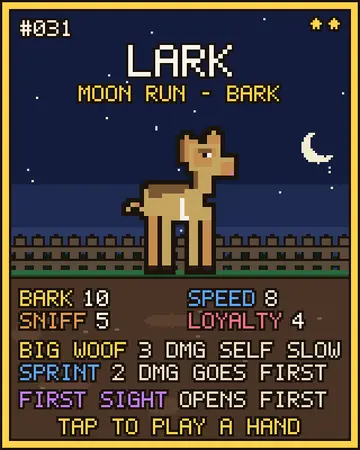 #031
LARK
MOON RUN - BARK
L
BARK 10 SPEED 8
SNIFF 5 LOYALTY 4
BIG WOOF 3 DMG SELF SLOW
SPRINT 2 DMG GOES FIRST
FIRST SIGHT OPENS FIRST
TAP TO PLAY A HAND